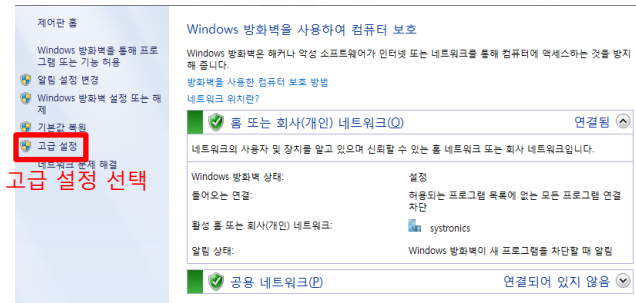 제어판 홈
Windows 방화벽을 통해 프로
그램 또는 기능 허용
알림 설정 변경
Windows 방화벽 설정 또는 해
제
기본값 복원
고급 설정
네트워크 문제 해결
고급 설정 선택
Windows 방화벽을 사용하여 컴퓨터 보호
Windows 방화벽은 해커나 악성 소프트웨어가 인터넷 또는 네트워크를 통해 컴퓨터에 액세스하는 것을 방지
해 줍니다.
방화벽을 사용한 컴퓨터 보호 방법
네트워크 위치란?
홈 또는 회사(개인) 네트워크(O) 연결됨
네트워크의 사용자 및 장치를 알고 있으며 신뢰할 수 있는 홈 네트워크 또는 회사 네트워크입니다.
Windows 방화벽 상태: 설정
들어오는 연결: 허용되는 프로그램 목록에 없는 모든 프로그램 연결
차단
활성 홈 또는 회사(개인) 네트워크: systronics
알림 상태: Windows 방화벽이 새 프로그램을 차단할 때 알림
공용 네트워크(P) 연결되어 있지 않음